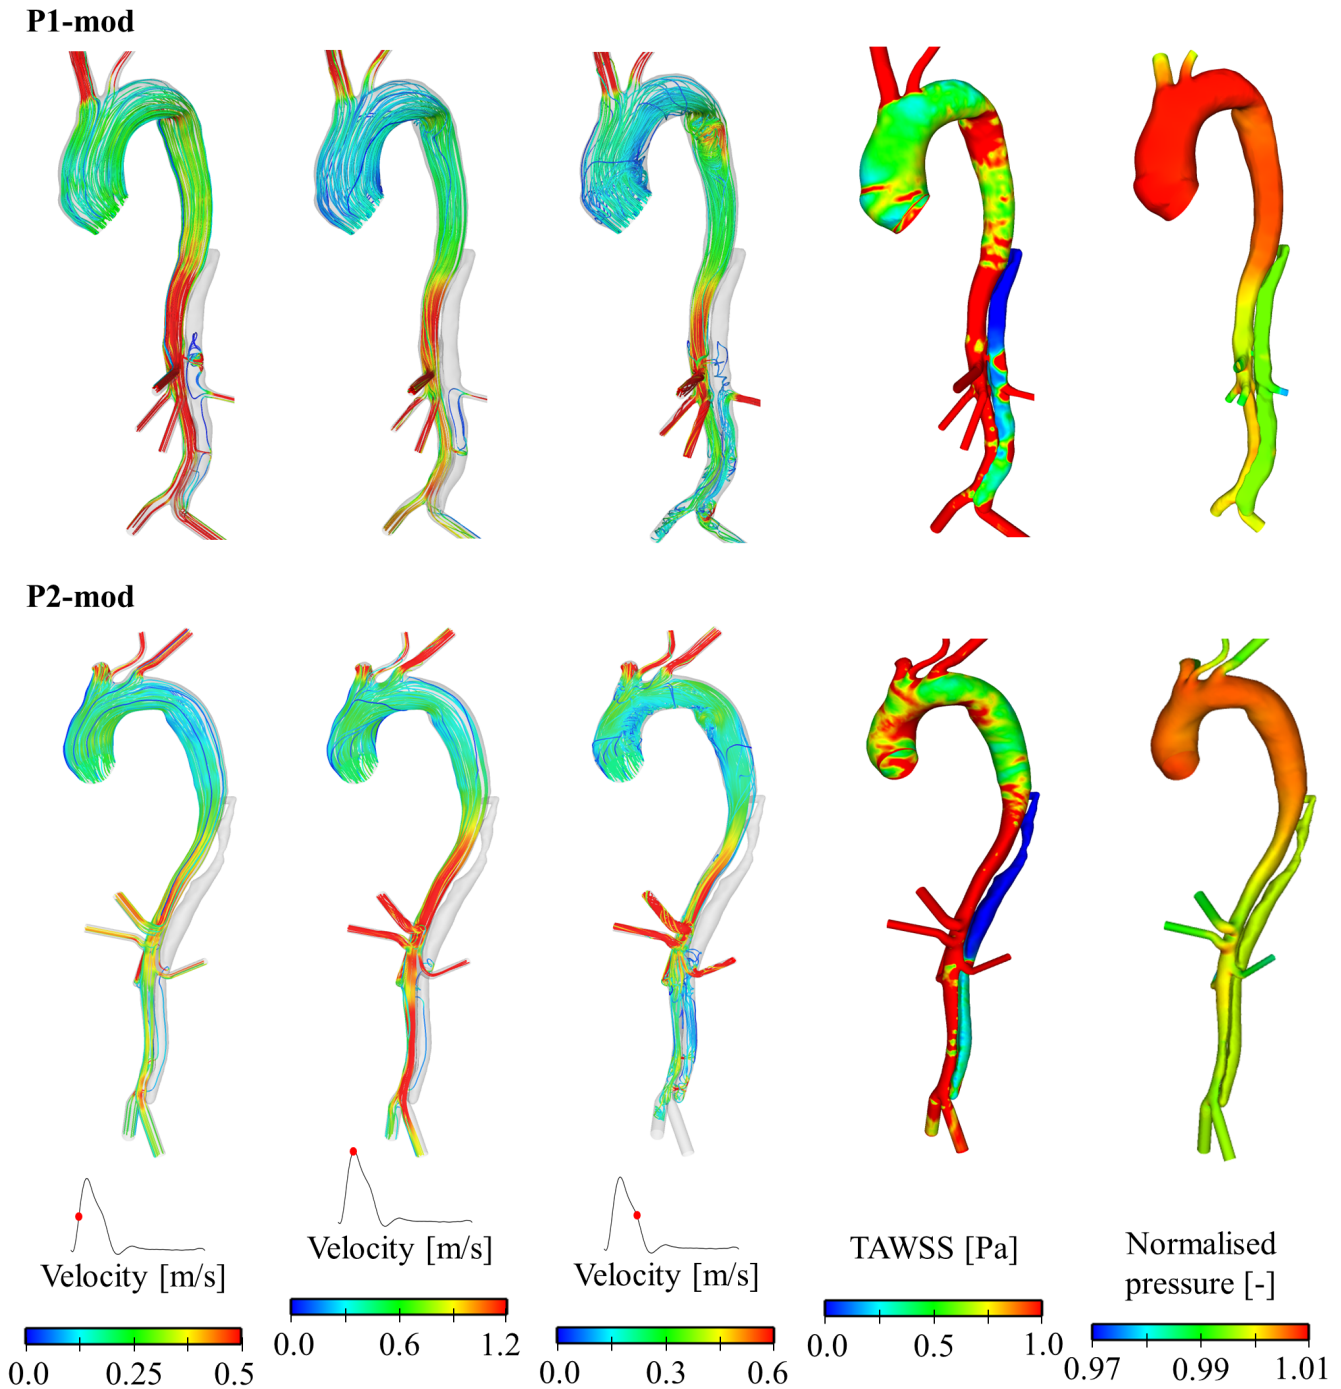 P1-mod
P2-mod
Velocity [m/s]
0.0 0.25 0.5
Velocity [m/s]
0.0 0.6 1.2
Velocity [m/s]
0.0 0.3 0.6
TAWSS [Pa]
0.0 0.5 1.0
Normalised
pressure [-]
0.97 0.99 1.01